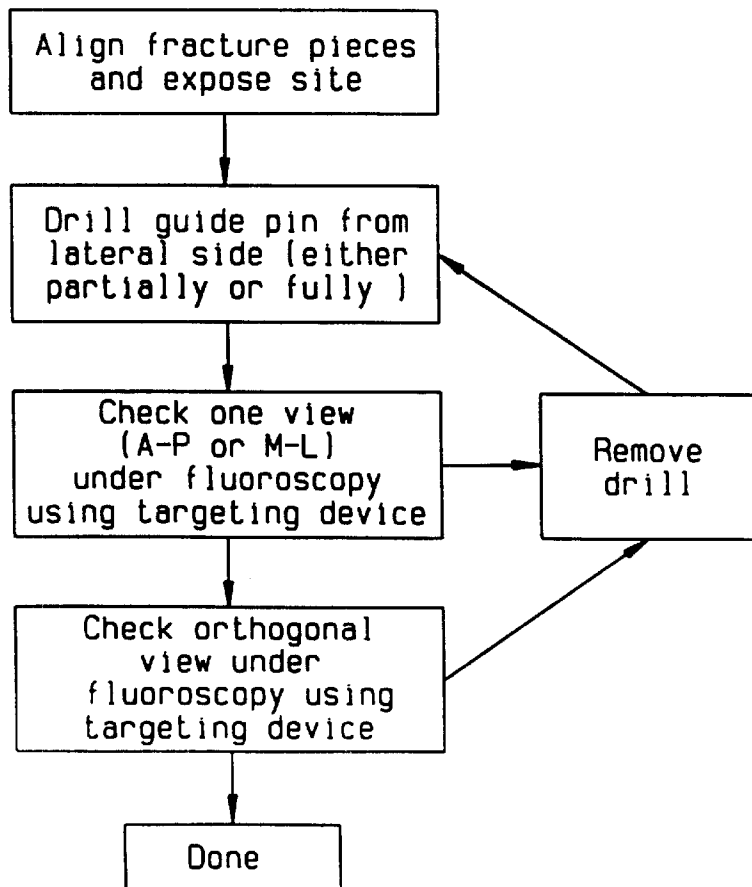 Align fracture pieces
and expose site
Drill guide pin from
lateral side (either
partially or fully )
Check one view
(A-P or M-L)
under fluoroscopy
using targeting device
Remove
drill
Check orthogonal
view under
fluoroscopy using
targeting device
Done